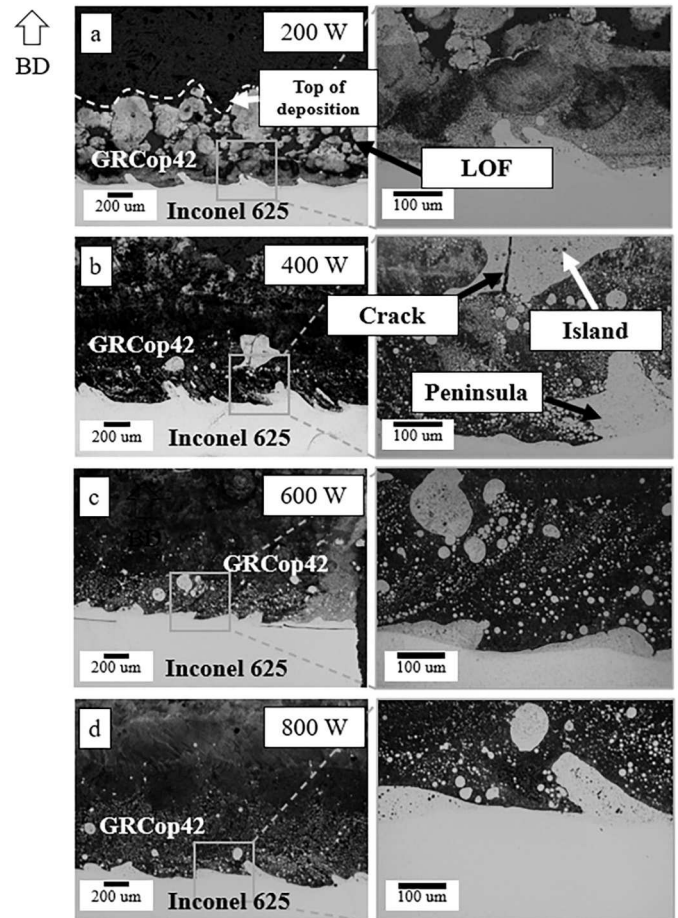 BD
a
200 W
Top of
deposition
GRCop42
LOF
200 um
Inconel 625
100 um
b
400 W
GRCop42
Crack
Island
Peninsula
200 um
Inconel 625
100 um
c
600 W
GRCop42
200 um
Inconel 625
100 um
d
800 W
GRCop42
200 um
Inconel 625
100 um